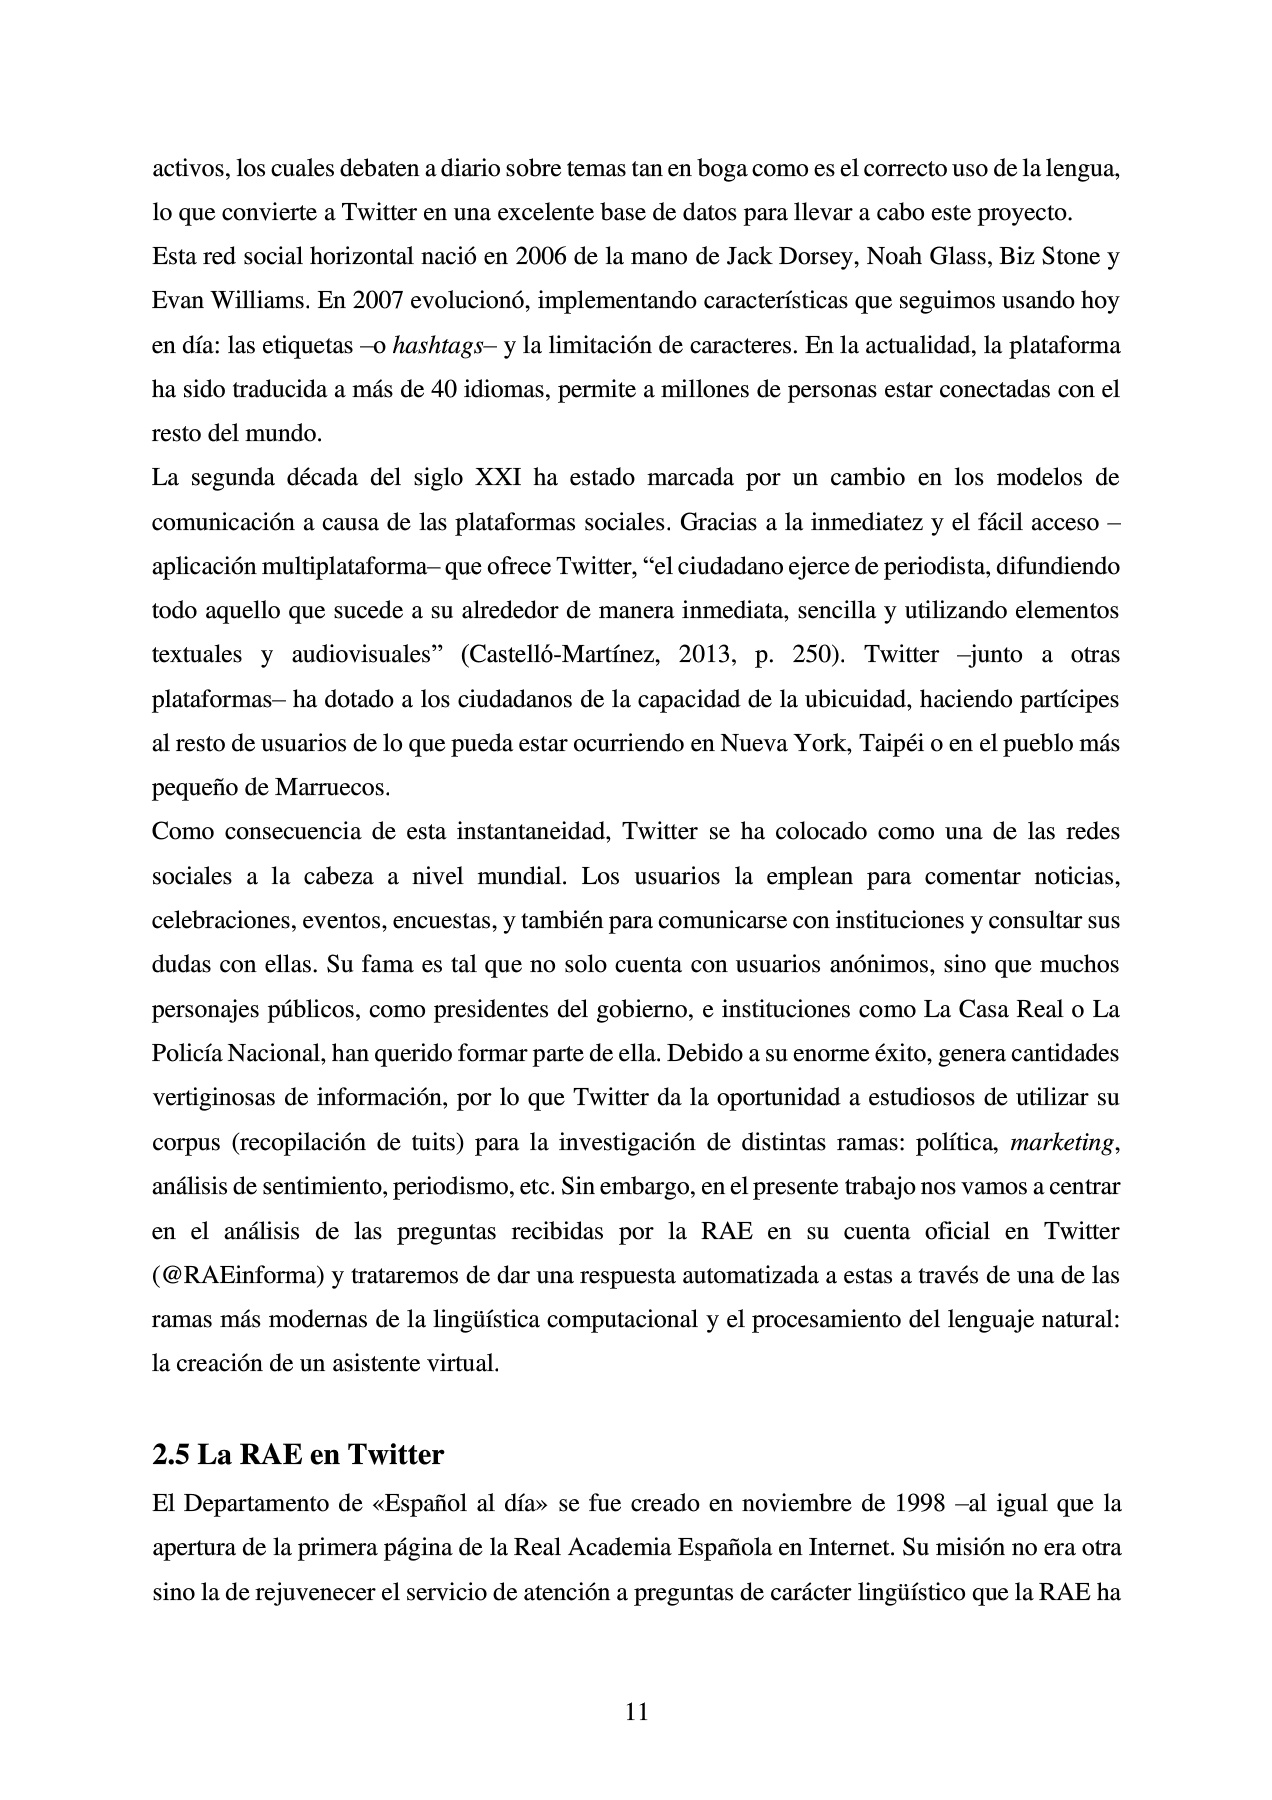 activos, los cuales debaten a diario sobre temas tan en boga como es el correcto uso de la lengua,
lo que convierte a Twitter en una excelente base de datos para llevar a cabo este proyecto.
Esta red social horizontal nació en 2006 de la mano de Jack Dorsey, Noah Glass, Biz Stone y
Evan Williams. En 2007 evolucionó, implementando características que seguimos usando hoy
en día: las etiquetas –o hashtags– y la limitación de caracteres. En la actualidad, la plataforma
ha sido traducida a más de 40 idiomas, permite a millones de personas estar conectadas con el
resto del mundo.
La segunda década del siglo XXI ha estado marcada por un cambio en los modelos de
comunicación a causa de las plataformas sociales. Gracias a la inmediatez y el fácil acceso –
aplicación multiplataforma– que ofrece Twitter, “el ciudadano ejerce de periodista, difundiendo
todo aquello que sucede a su alrededor de manera inmediata, sencilla y utilizando elementos
textuales y audiovisuales” (Castelló-Martínez, 2013, p. 250). Twitter –junto a otras
plataformas– ha dotado a los ciudadanos de la capacidad de la ubicuidad, haciendo partícipes
al resto de usuarios de lo que pueda estar ocurriendo en Nueva York, Taipéi o en el pueblo más
pequeño de Marruecos.
Como consecuencia de esta instantaneidad, Twitter se ha colocado como una de las redes
sociales a la cabeza a nivel mundial. Los usuarios la emplean para comentar noticias,
celebraciones, eventos, encuestas, y también para comunicarse con instituciones y consultar sus
dudas con ellas. Su fama es tal que no solo cuenta con usuarios anónimos, sino que muchos
personajes públicos, como presidentes del gobierno, e instituciones como La Casa Real o La
Policía Nacional, han querido formar parte de ella. Debido a su enorme éxito, genera cantidades
vertiginosas de información, por lo que Twitter da la oportunidad a estudiosos de utilizar su
corpus (recopilación de tuits) para la investigación de distintas ramas: política, marketing,
análisis de sentimiento, periodismo, etc. Sin embargo, en el presente trabajo nos vamos a centrar
en el análisis de las preguntas recibidas por la RAE en su cuenta oficial en Twitter
(@RAEinforma) y trataremos de dar una respuesta automatizada a estas a través de una de las
ramas más modernas de la lingüística computacional y el procesamiento del lenguaje natural:
la creación de un asistente virtual.
2.5 La RAE en Twitter
El Departamento de «Español al día» se fue creado en noviembre de 1998 –al igual que la
apertura de la primera página de la Real Academia Española en Internet. Su misión no era otra
sino la de rejuvenecer el servicio de atención a preguntas de carácter lingüístico que la RAE ha
11